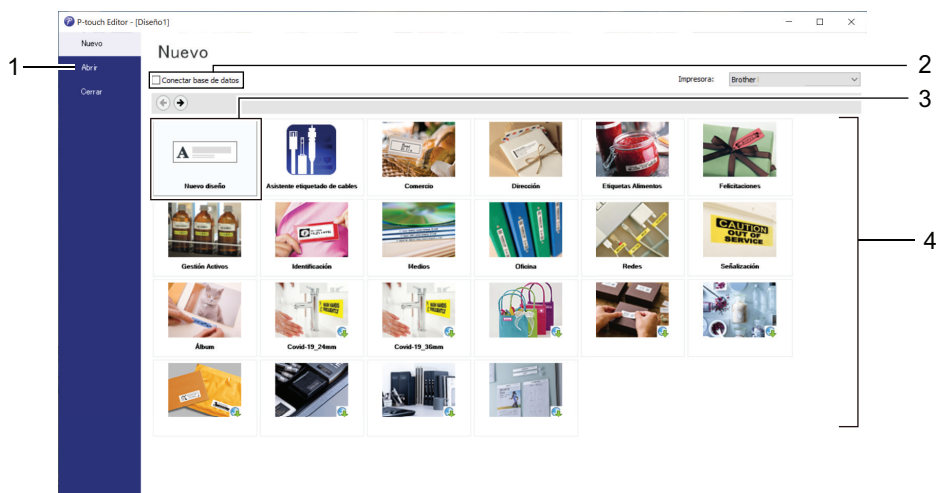 P-touch Editor - [Diseño1]
Nuevo
Abrir
Cerrar
Nuevo
Conectar base de datos
Impresora:
Brother
1
2
3
4
A
Nuevo diseño
Asistente etiquetado de cables
Comercio
Dirección
Etiquetas Alimentos
Felicitaciones
Gestión Activos
Identificación
Medios
Oficina
Redes
CAUTION
OUT OF
SERVICE
Señalización
Álbum
Covid-19_24mm
Covid-19_36mm